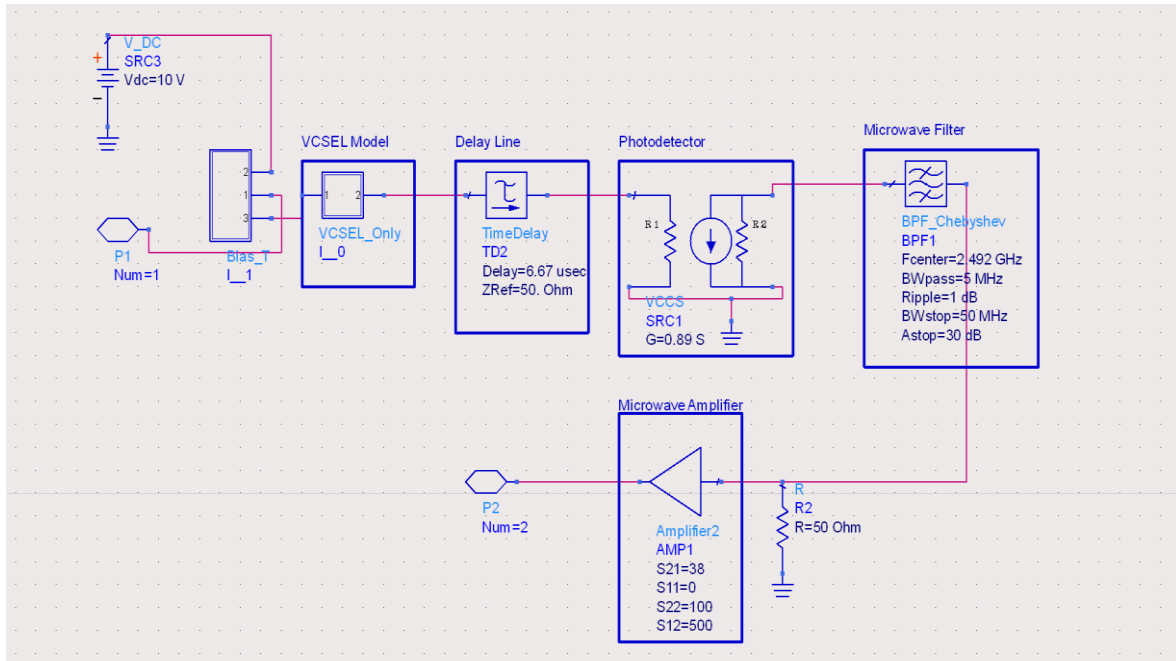 V_DC
SRC3
Vdc=10 V
+
−
2
1
3
Bias_T
I__1
P1
Num=1
VCSEL Model
1
2
VCSEL_Only
I__0
Delay Line
TimeDelay
TD2
Delay=6.67 usec
ZRef=50. Ohm
Photodetector
R1
R2
VCCS
SRC1
G=0.89 S
Microwave Filter
BPF_Chebyshev
BPF1
Fcenter=2.492 GHz
BWpass=5 MHz
Ripple=1 dB
BWstop=50 MHz
Astop=30 dB
Microwave Amplifier
Amplifier2
AMP1
S21=38
S11=0
S22=100
S12=500
P2
Num=2
R
R2
R=50 Ohm